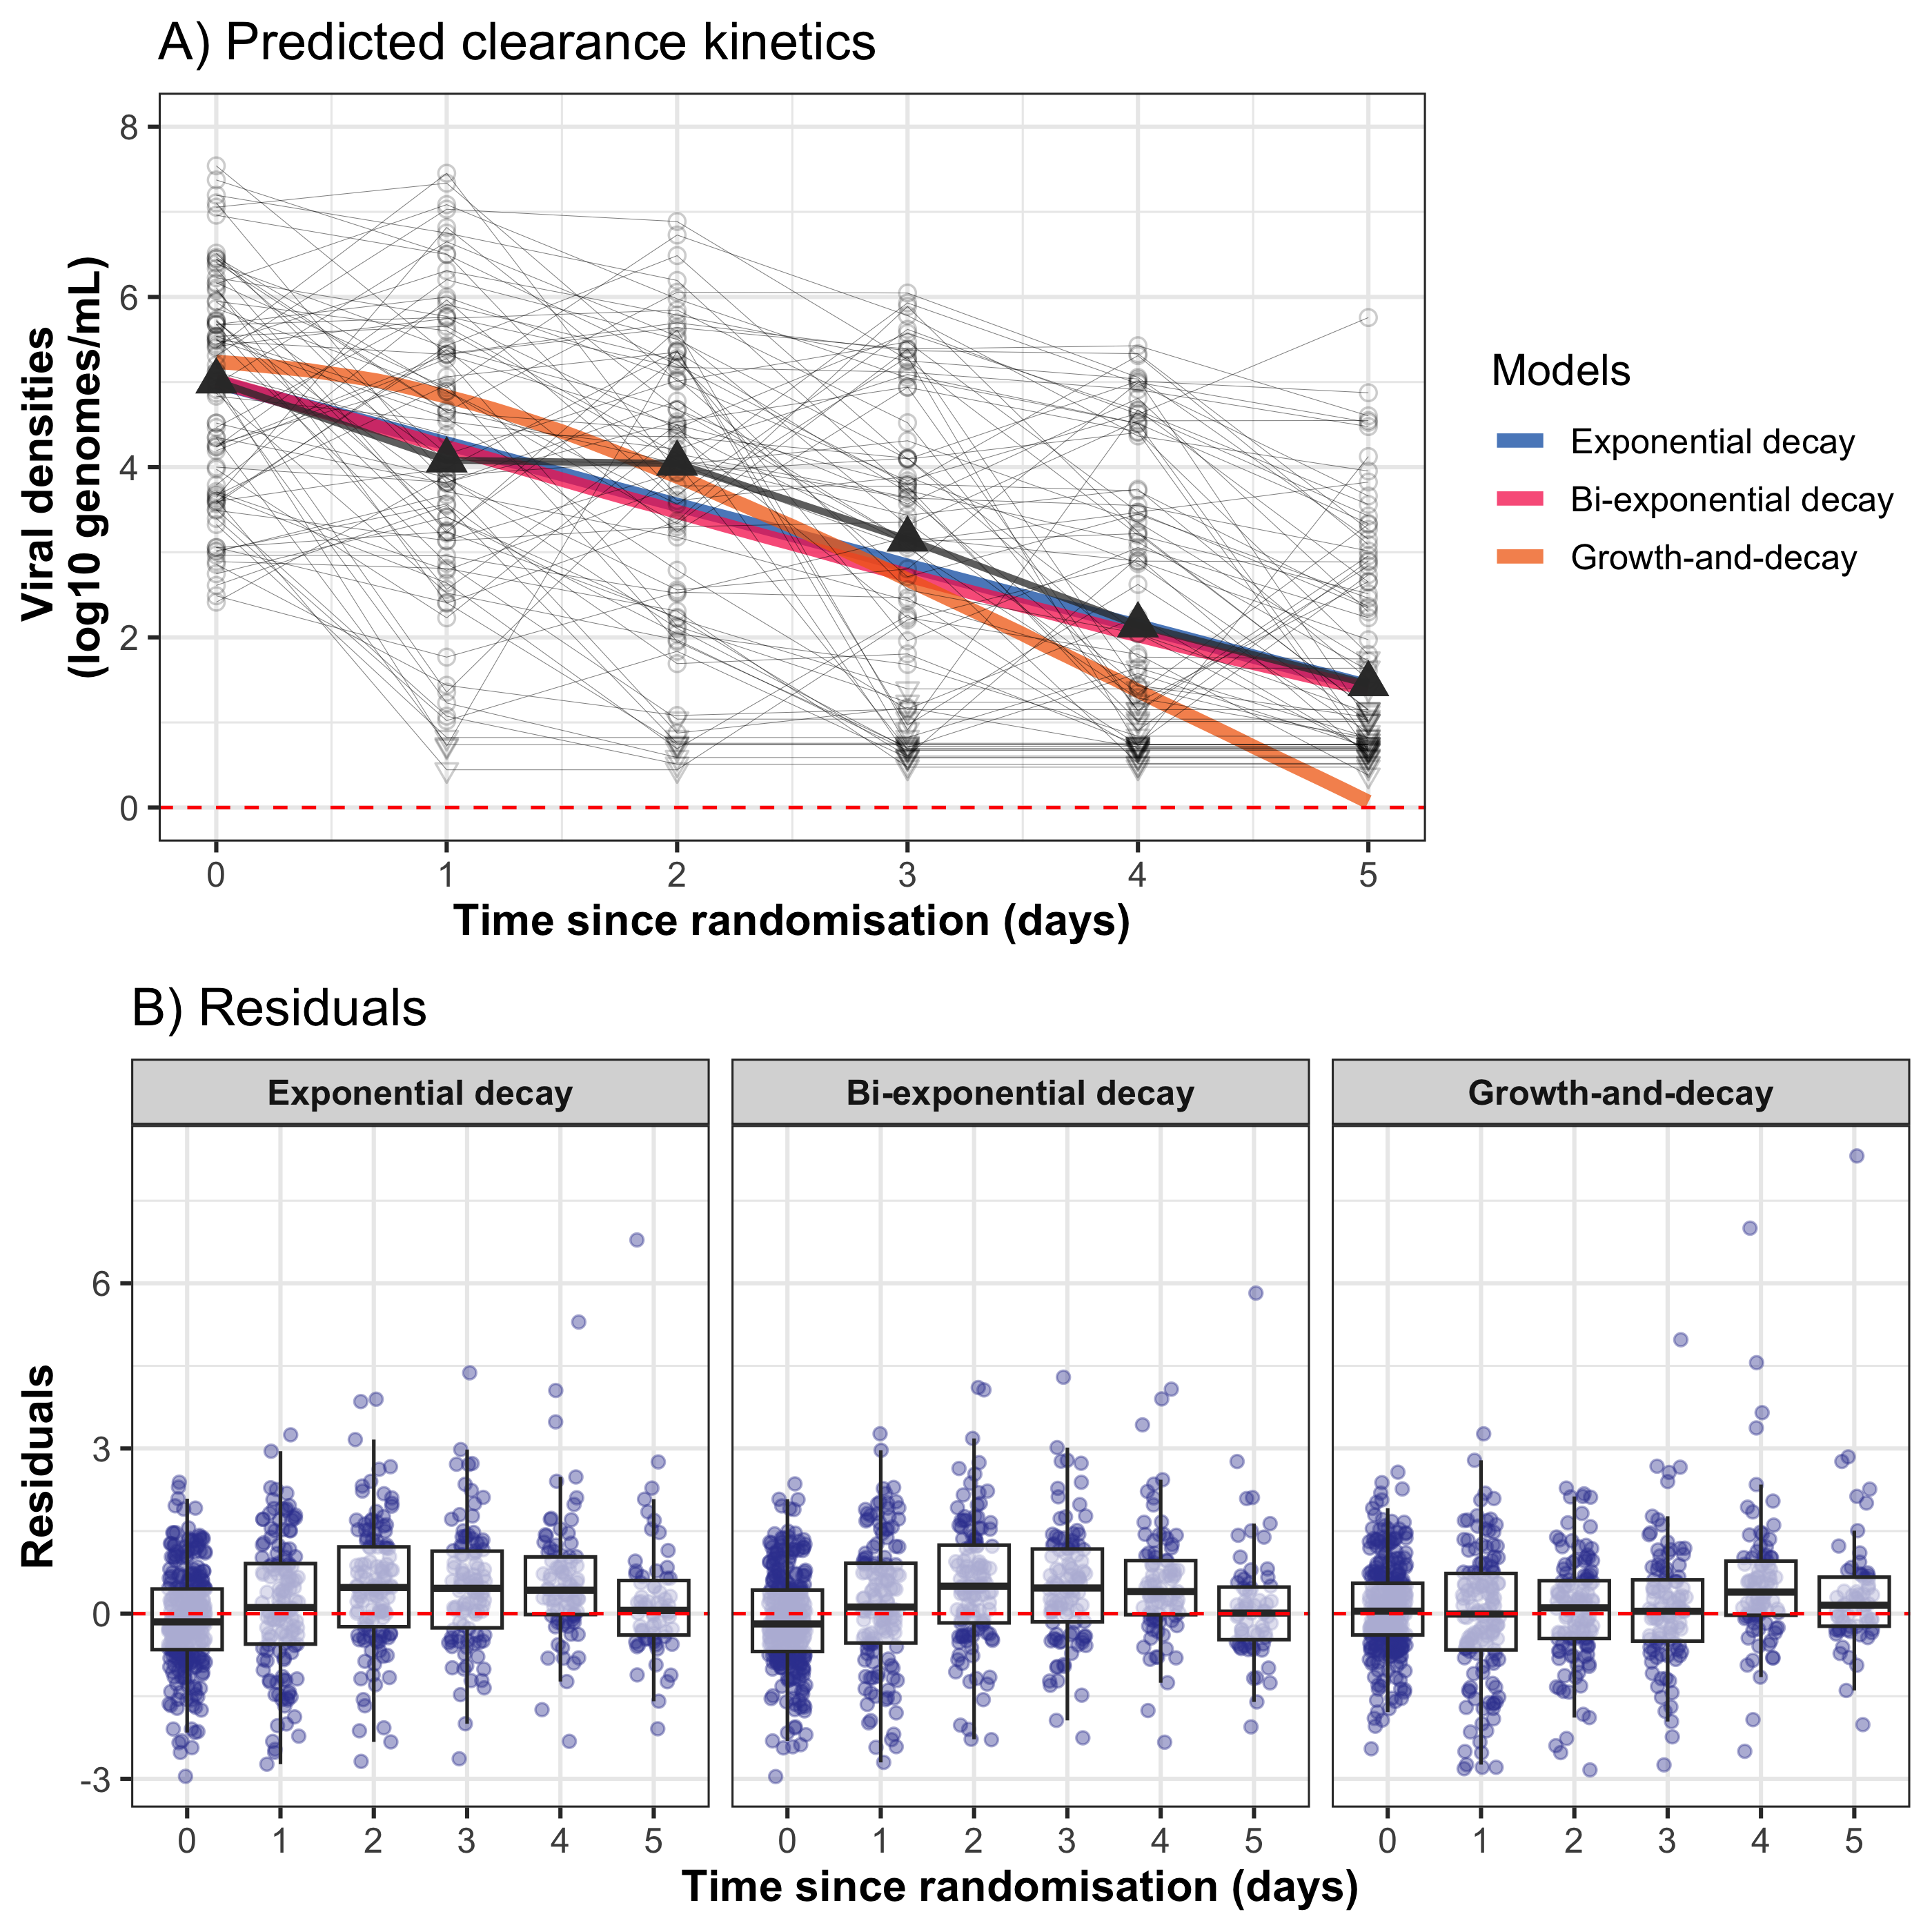 A) Predicted clearance kinetics
Viral densities
(log10 genomes/mL)
8
6
4
2
0
0 1 2 3 4 5
Time since randomisation (days)
Models
Exponential decay
Bi-exponential decay
Growth-and-decay
B) Residuals
Exponential decay
Bi-exponential decay
Growth-and-decay
Residuals
6
3
0
-3
0 1 2 3 4 5
0 1 2 3 4 5
0 1 2 3 4 5
Time since randomisation (days)